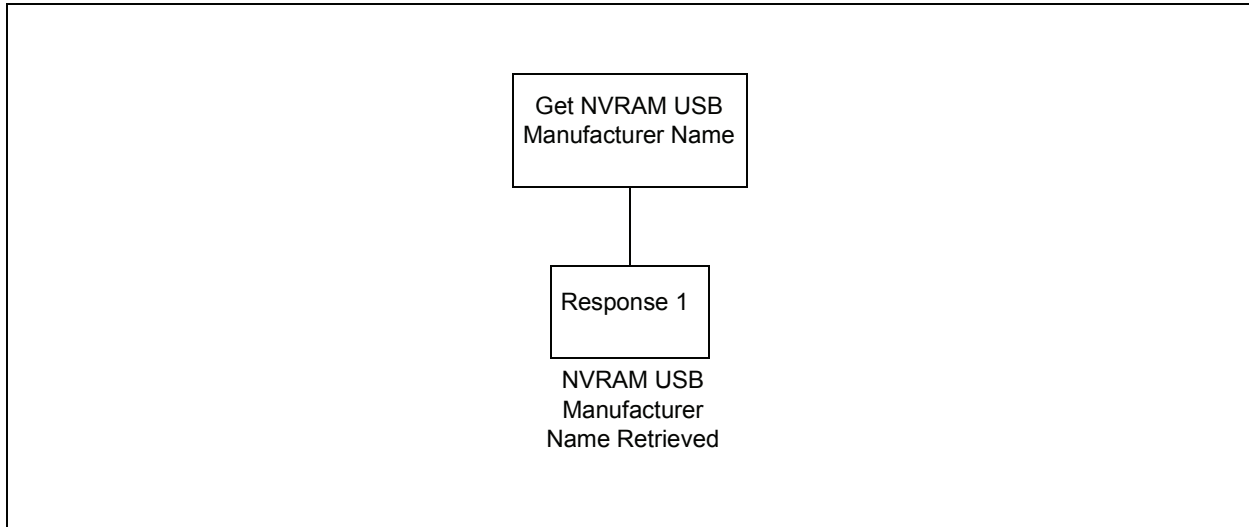 Get NVRAM USB
Manufacturer Name
Response 1
NVRAM USB
Manufacturer
Name Retrieved